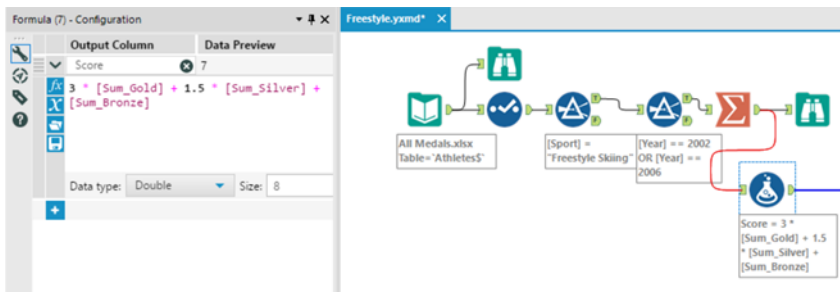 Formula (7) - Configuration
Output Column
Data Preview
Score
7
3 * [Sum_Gold] + 1.5 * [Sum_Silver] +
[Sum_Bronze]
Data type:
Double
Size:
8
Freestyle.yxmd*
All Medals.xlsx
Table=`Athletes$`
[Sport] =
"Freestyle Skiing"
[Year] == 2002
OR [Year] ==
2006
Score = 3 *
[Sum_Gold] + 1.5
* [Sum_Silver] +
[Sum_Bronze]